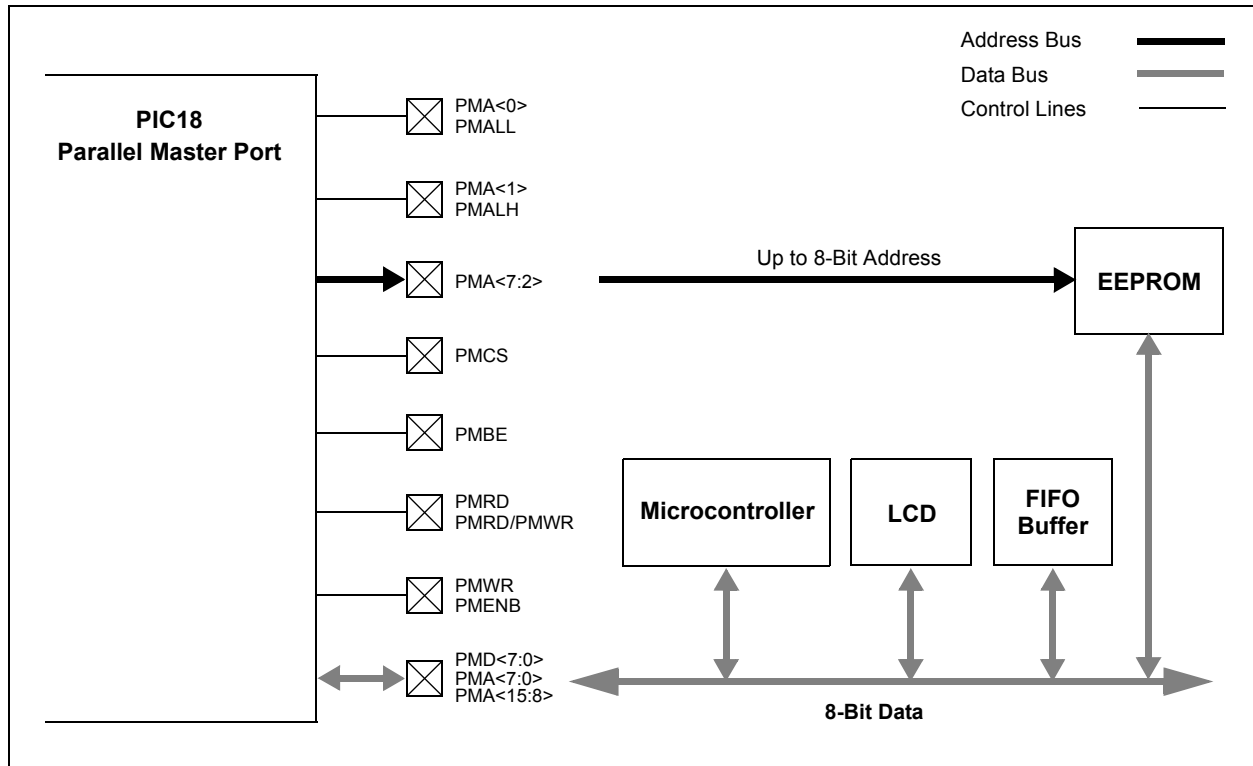 Address Bus
Data Bus
Control Lines
PIC18
Parallel Master Port
PMA<0>
PMALL
PMA<1>
PMALH
PMA<7:2>
Up to 8-Bit Address
EEPROM
PMCS
PMBE
PMRD
PMRD/PMWR
Microcontroller
LCD
FIFO
Buffer
PMWR
PMENB
PMD<7:0>
PMA<7:0>
PMA<15:8>
8-Bit Data